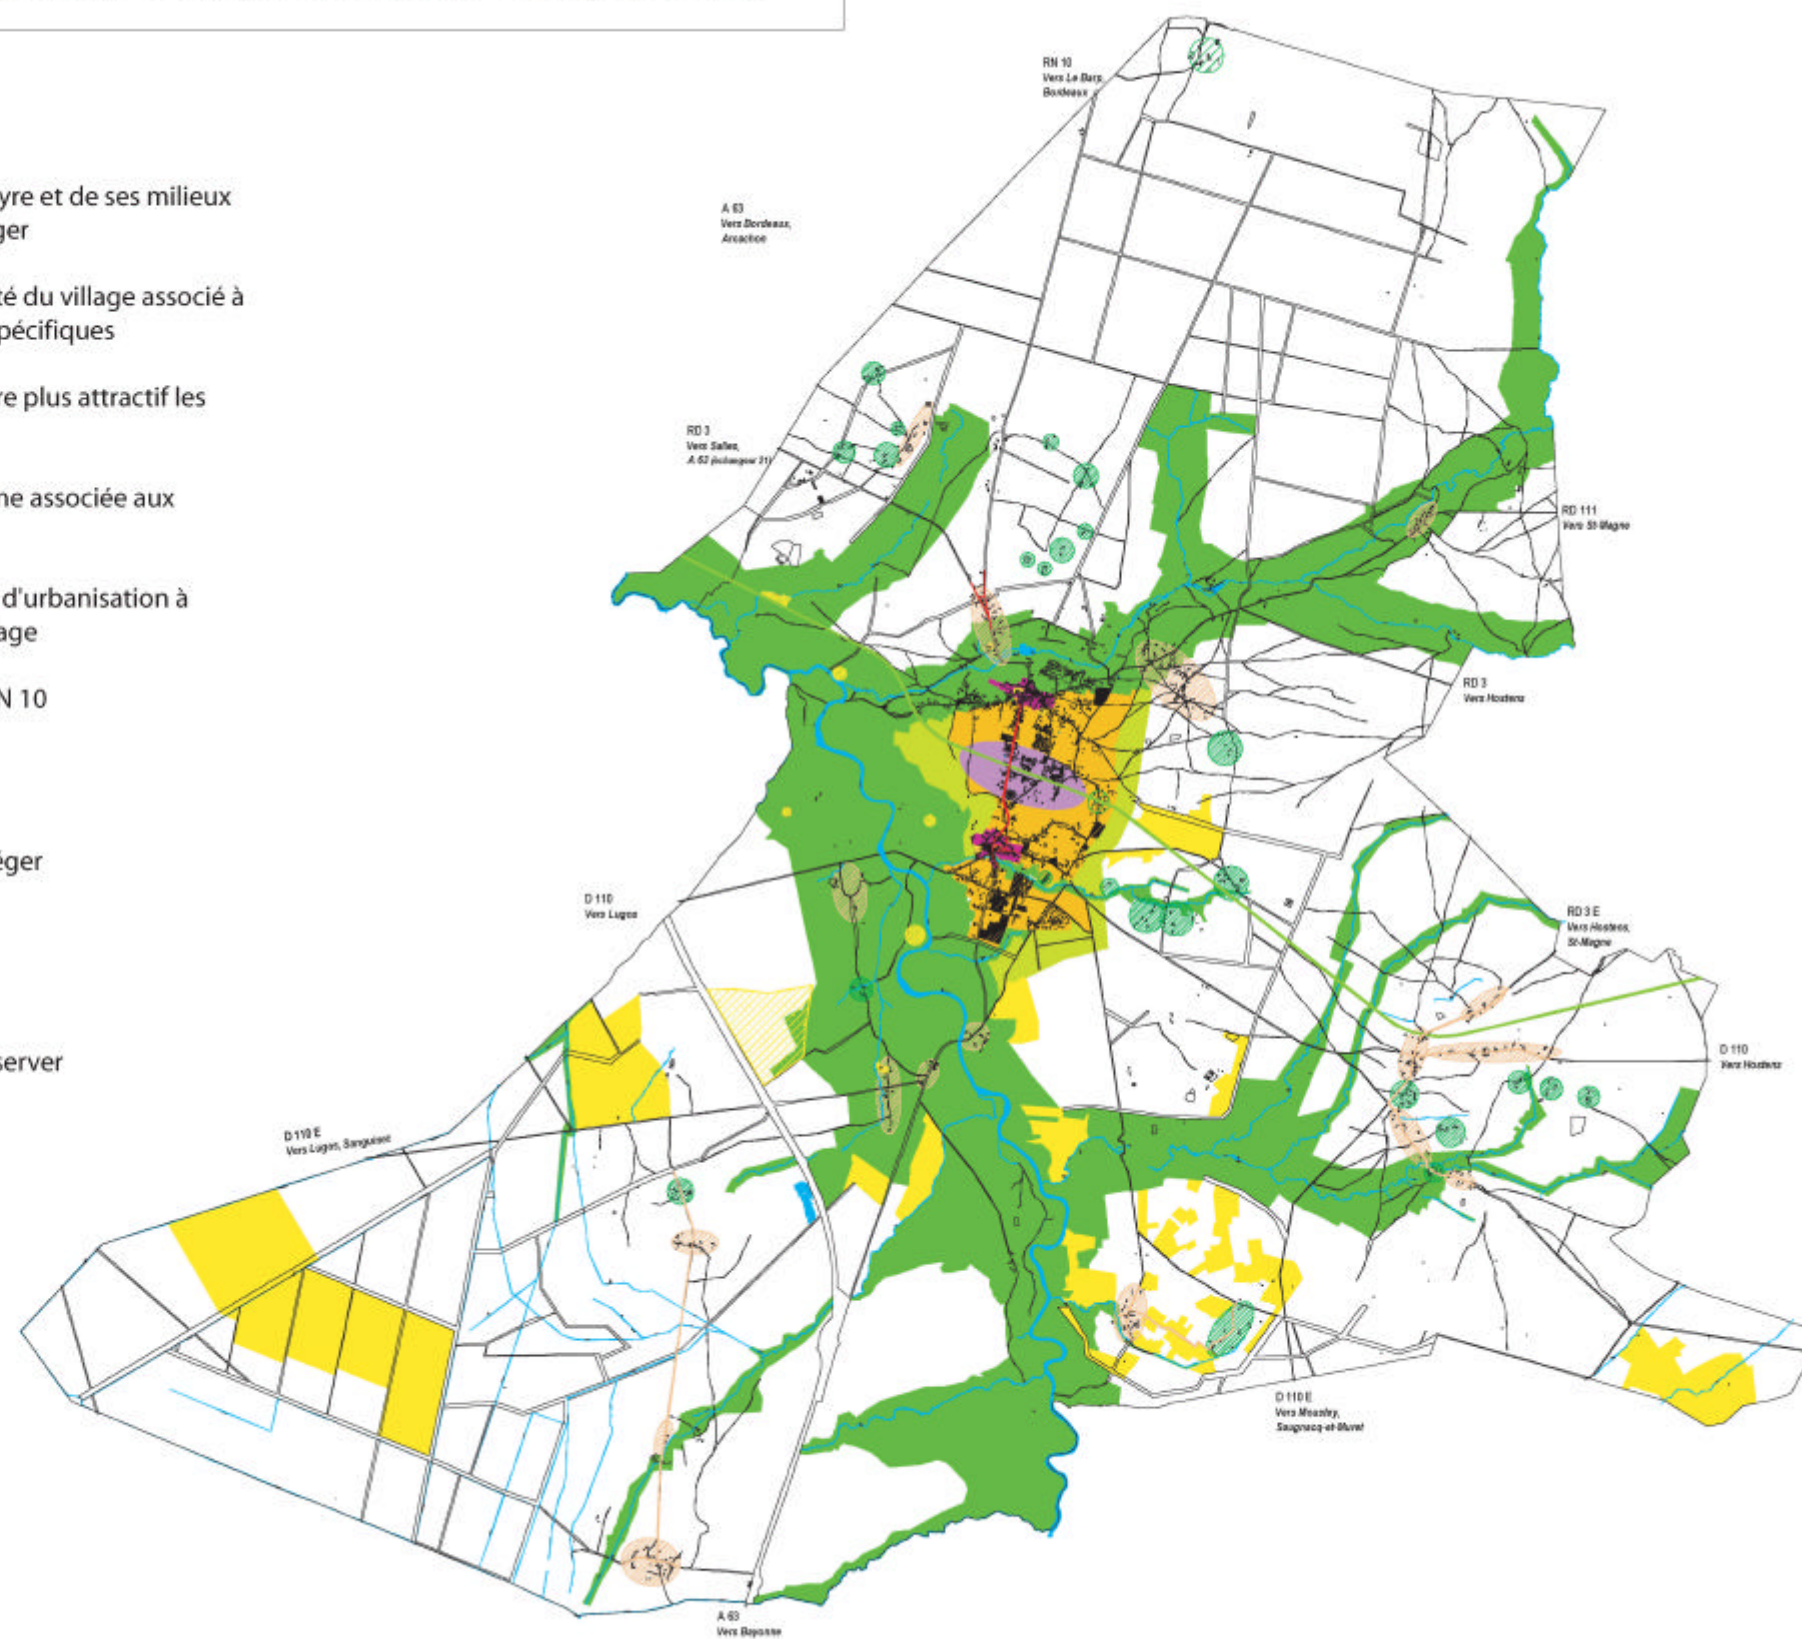 yre et de ses milieux
ger
té du village associé à
pécifiques
re plus attractif les
ne associée aux
d'urbanisation à
age
N 10
éger
server
RN 10
Vers Le Barp,
Bordeaux
A 63
Vers Bordeaux,
Arcachon
RD 3
Vers Salles,
A 63 (échangeur 21)
RD 111
Vers St-Magne
RD 3
Vers Hostens
D 110
Vers Lugos
RD 3 E
Vers Hostens,
St-Magne
D 110
Vers Hostens
D 110 E
Vers Lugos, Sanguinet
D 110 E
Vers Moustey,
Saugnacq-et-Muret
A 63
Vers Bayonne